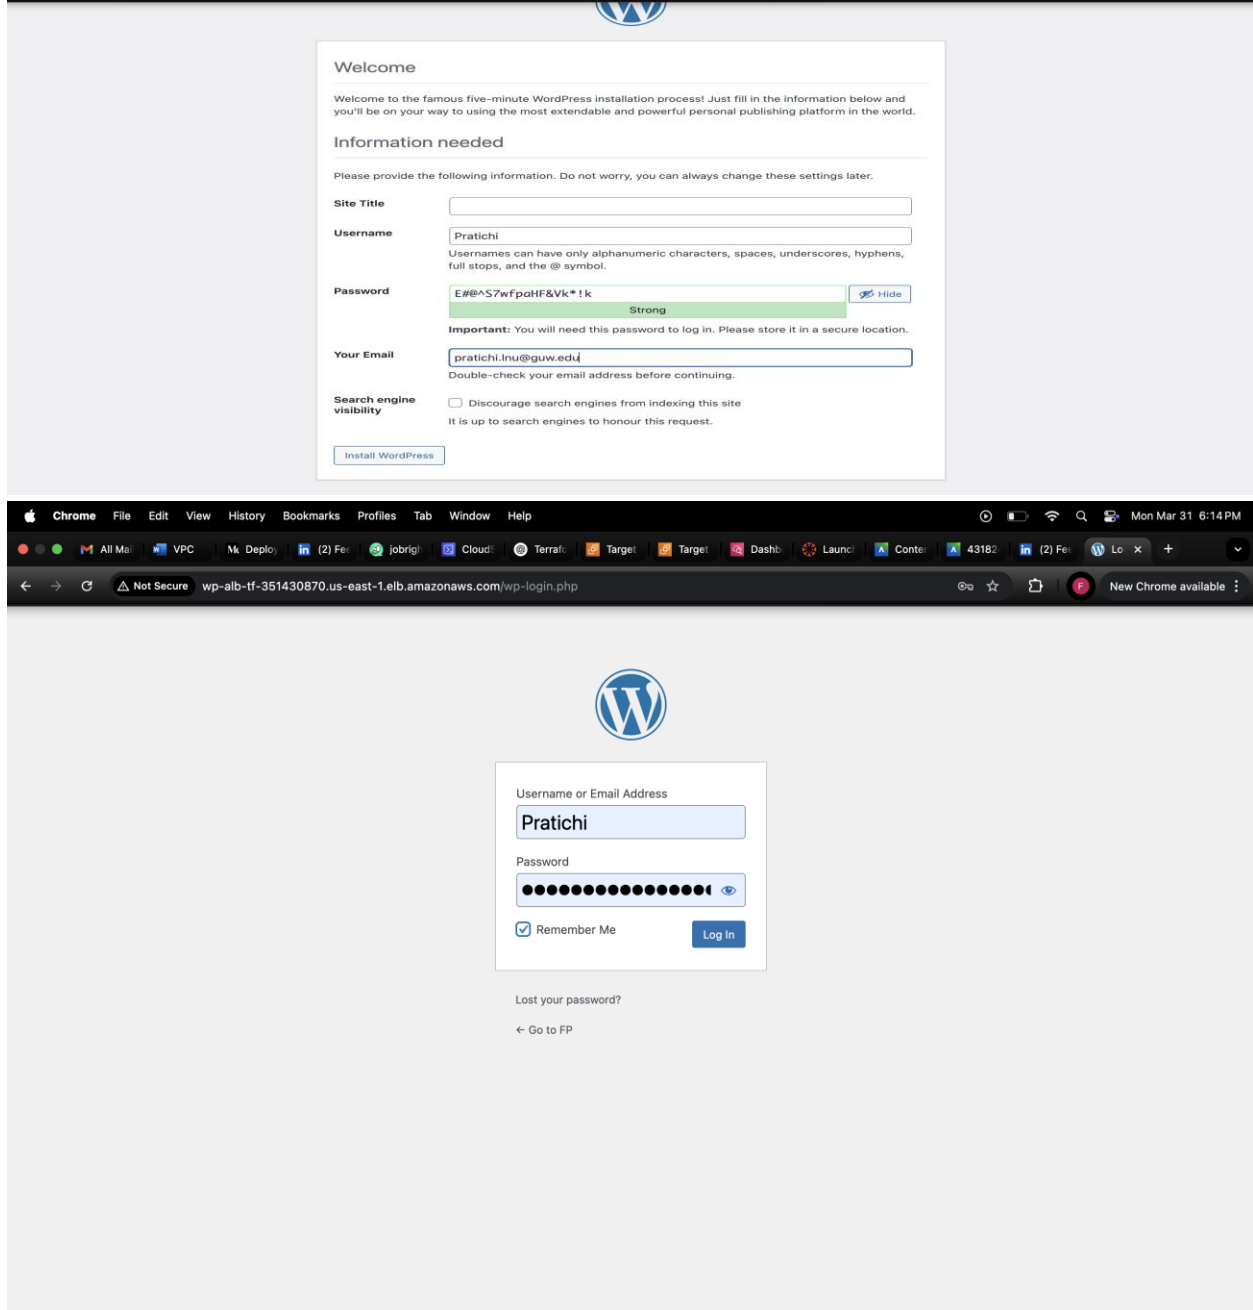 Welcome
Welcome to the famous five-minute WordPress installation process! Just fill in the information below and
you'll be on your way to using the most extendable and powerful personal publishing platform in the world.
Information needed
Please provide the following information. Do not worry, you can always change these settings later.
Site Title
Username
Pratichi
Usernames can have only alphanumeric characters, spaces, underscores, hyphens,
full stops, and the @ symbol.
Password
E#@^S7wfpaHF&Vk*!k
Hide
Strong
Important: You will need this password to log in. Please store it in a secure location.
Your Email
pratichi.lnu@guw.edu
Double-check your email address before continuing.
Search engine
visibility
Discourage search engines from indexing this site
It is up to search engines to honour this request.
Install WordPress
Chrome File Edit View History Bookmarks Profiles Tab Window Help Mon Mar 31 6:14 PM
All Mai VPC Deploy (2) Fee jobrigh CloudS Terrafo Target Target Dashb Launc Conter 43182 (2) Fee Lo
Not Secure wp-alb-tf-351430870.us-east-1.elb.amazonaws.com/wp-login.php F New Chrome available
Username or Email Address
Pratichi
Password
Remember Me
Log In
Lost your password?
← Go to FP